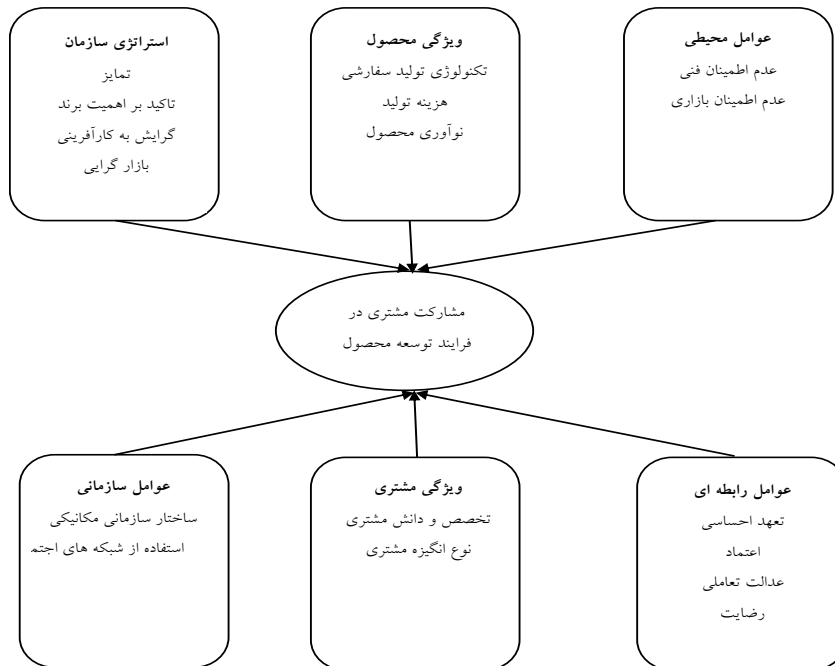 عوامل محیطی
عدم اطمینان فنی
عدم اطمینان بازاری
ویژگی محصول
تکنولوژی تولید سفارشی
هزینه تولید
نوآوری محصول
استراتژی سازمان
تمایز
تاکید بر اهمیت برند
گرایش به کارآفرینی
بازار گرایی
مشارکت مشتری در
فرایند توسعه محصول
عوامل رابطه ای
تعهد احساسی
اعتماد
عدالت تعاملی
رضایت
ویژگی مشتری
تخصص و دانش مشتری
نوع انگیزه مشتری
عوامل سازمانی
ساختار سازمانی مکانیکی
استفاده از شبکه های